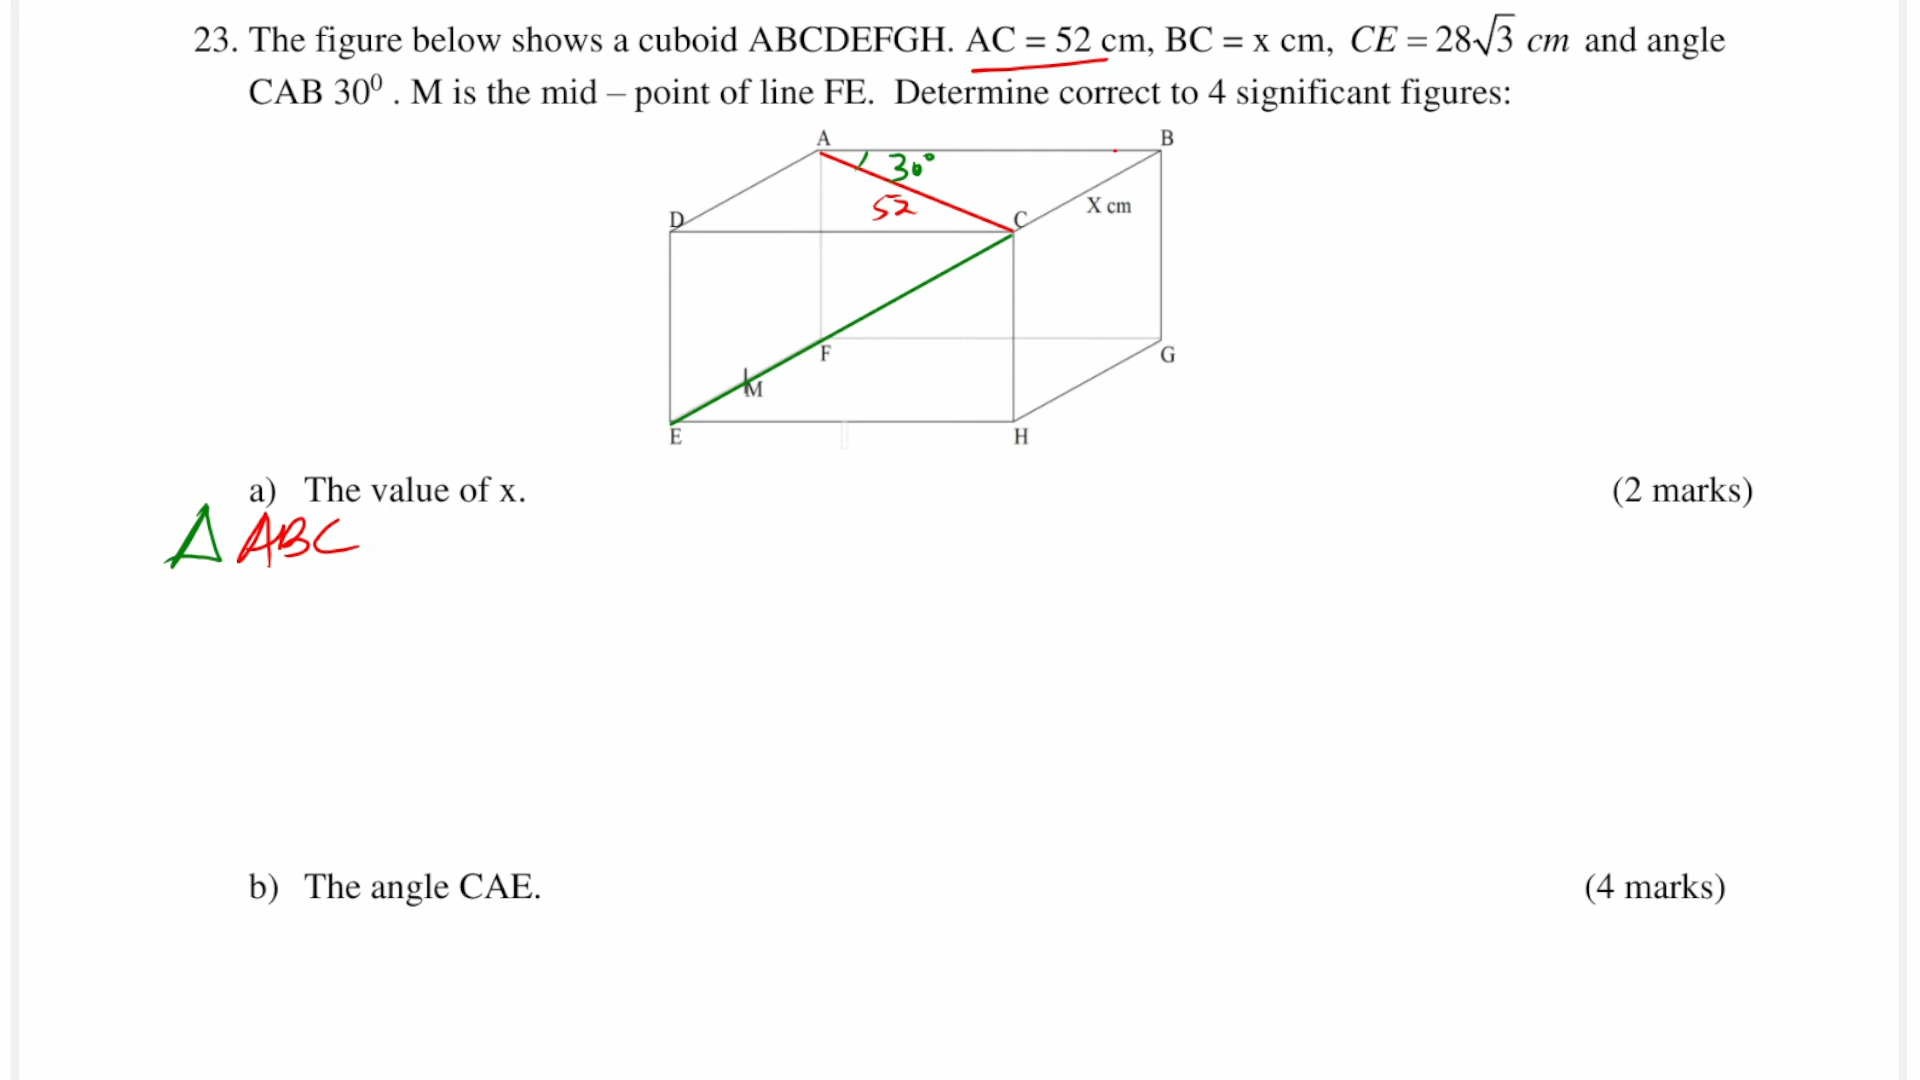 23. The figure below shows a cuboid ABCDEFGH. AC = 52 cm, BC = x cm, CE = 28√3 cm and angle
CAB 30⁰ . M is the mid – point of line FE. Determine correct to 4 significant figures:
A
B
30°
52
X cm
D
C
F
G
M
E
H
a) The value of x. (2 marks)
Δ ABC
b) The angle CAE. (4 marks)